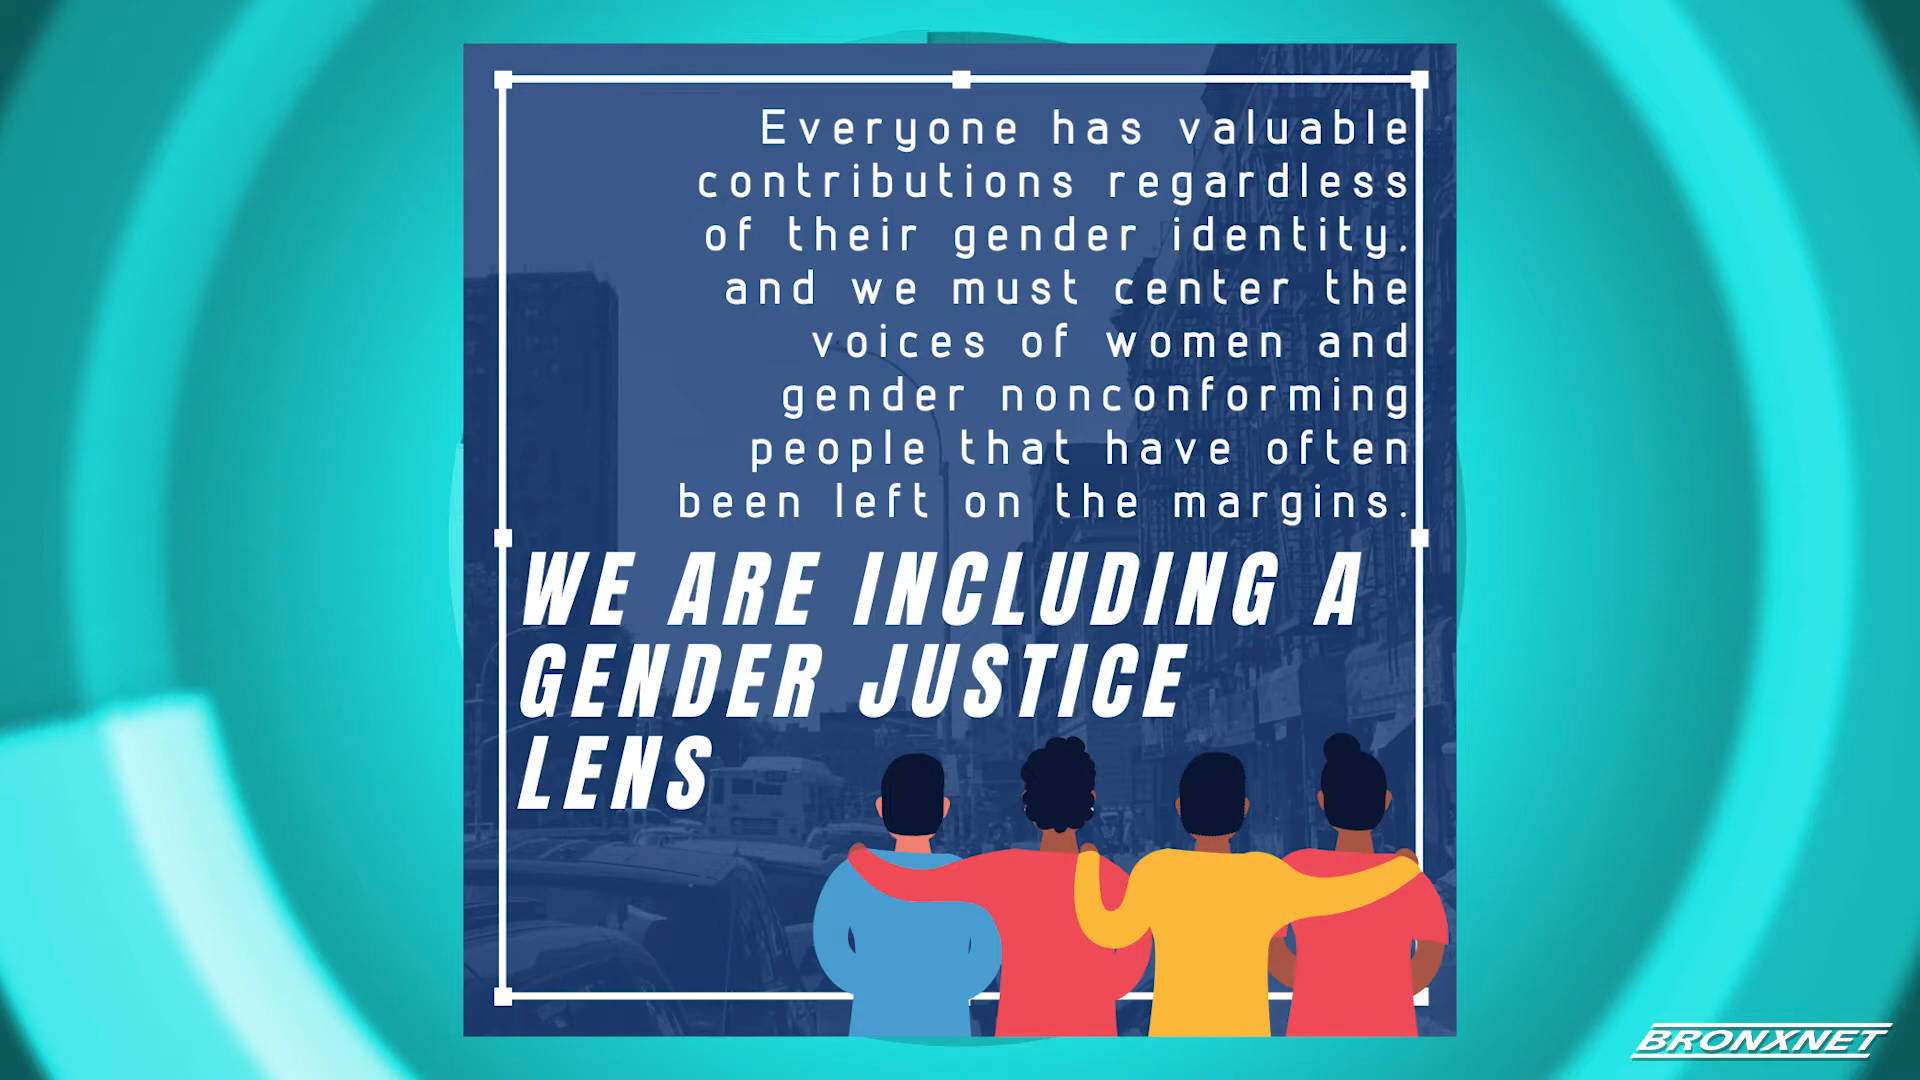 Everyone has valuable
contributions regardless
of their gender identity.
and we must center the
voices of women and
gender nonconforming
people that have often
been left on the margins.
WE ARE INCLUDING A
GENDER JUSTICE
LENS
BRONXNET